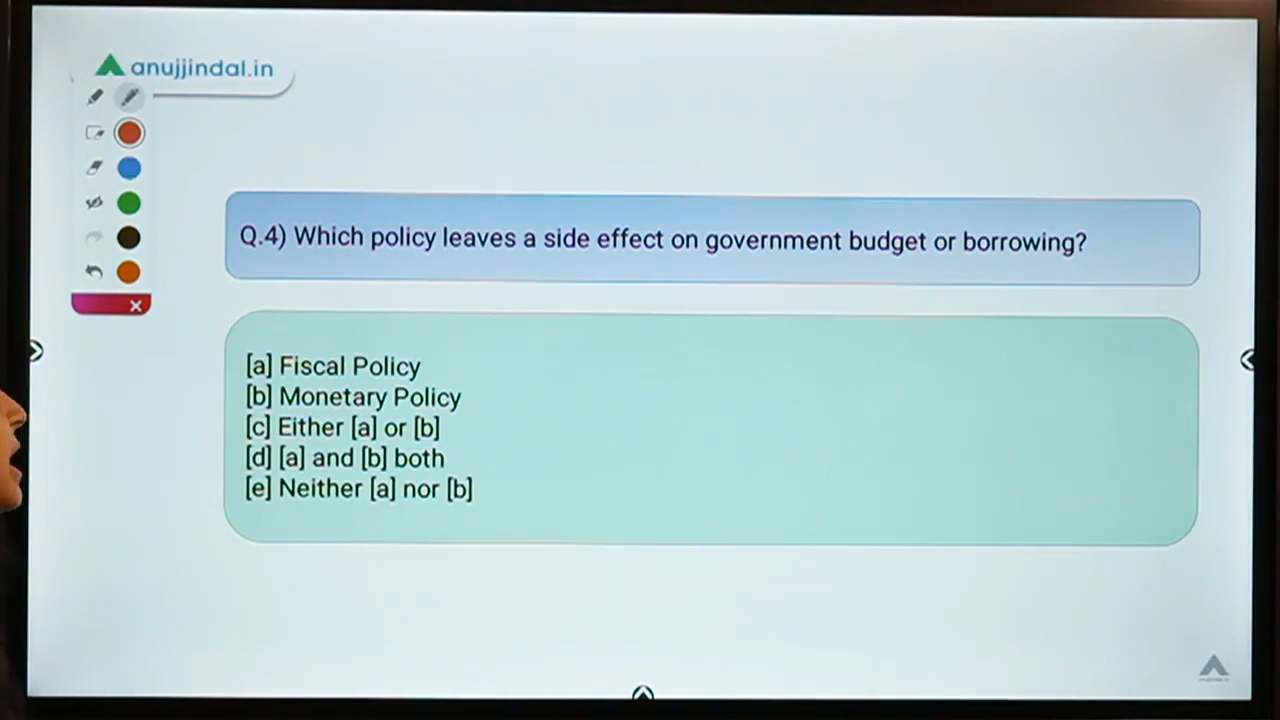 anujjindal.in
Q.4) Which policy leaves a side effect on government budget or borrowing?
[a] Fiscal Policy
[b] Monetary Policy
[c] Either [a] or [b]
[d] [a] and [b] both
[e] Neither [a] nor [b]